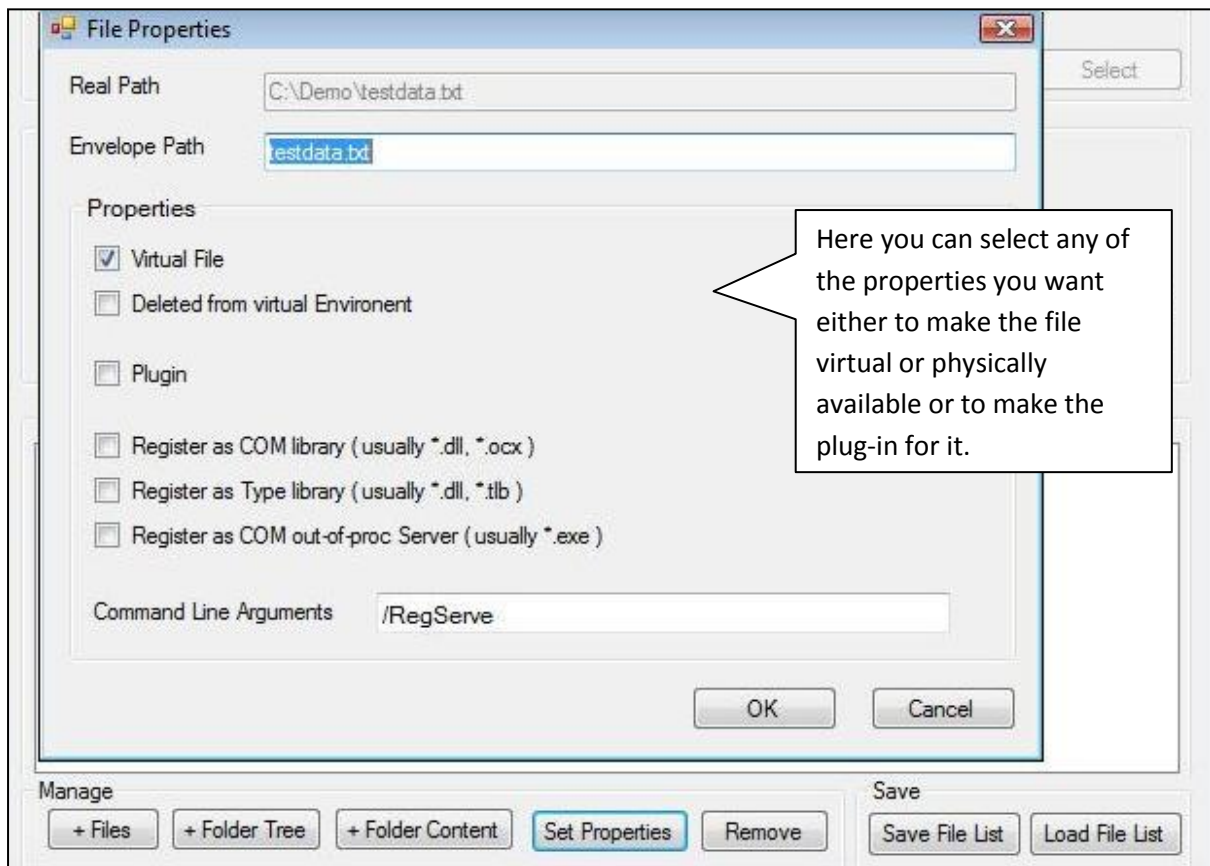 File Properties
Select
Real Path
C:\Demo\testdata.txt
Envelope Path
testdata.txt
Properties
Virtual File
Deleted from virtual Environent
Plugin
Register as COM library ( usually *.dll, *.ocx )
Register as Type library ( usually *.dll, *.tlb )
Register as COM out-of-proc Server ( usually *.exe )
Command Line Arguments
/RegServe
Here you can select any of
the properties you want
either to make the file
virtual or physically
available or to make the
plug-in for it.
OK
Cancel
Manage
+ Files
+ Folder Tree
+ Folder Content
Set Properties
Remove
Save
Save File List
Load File List